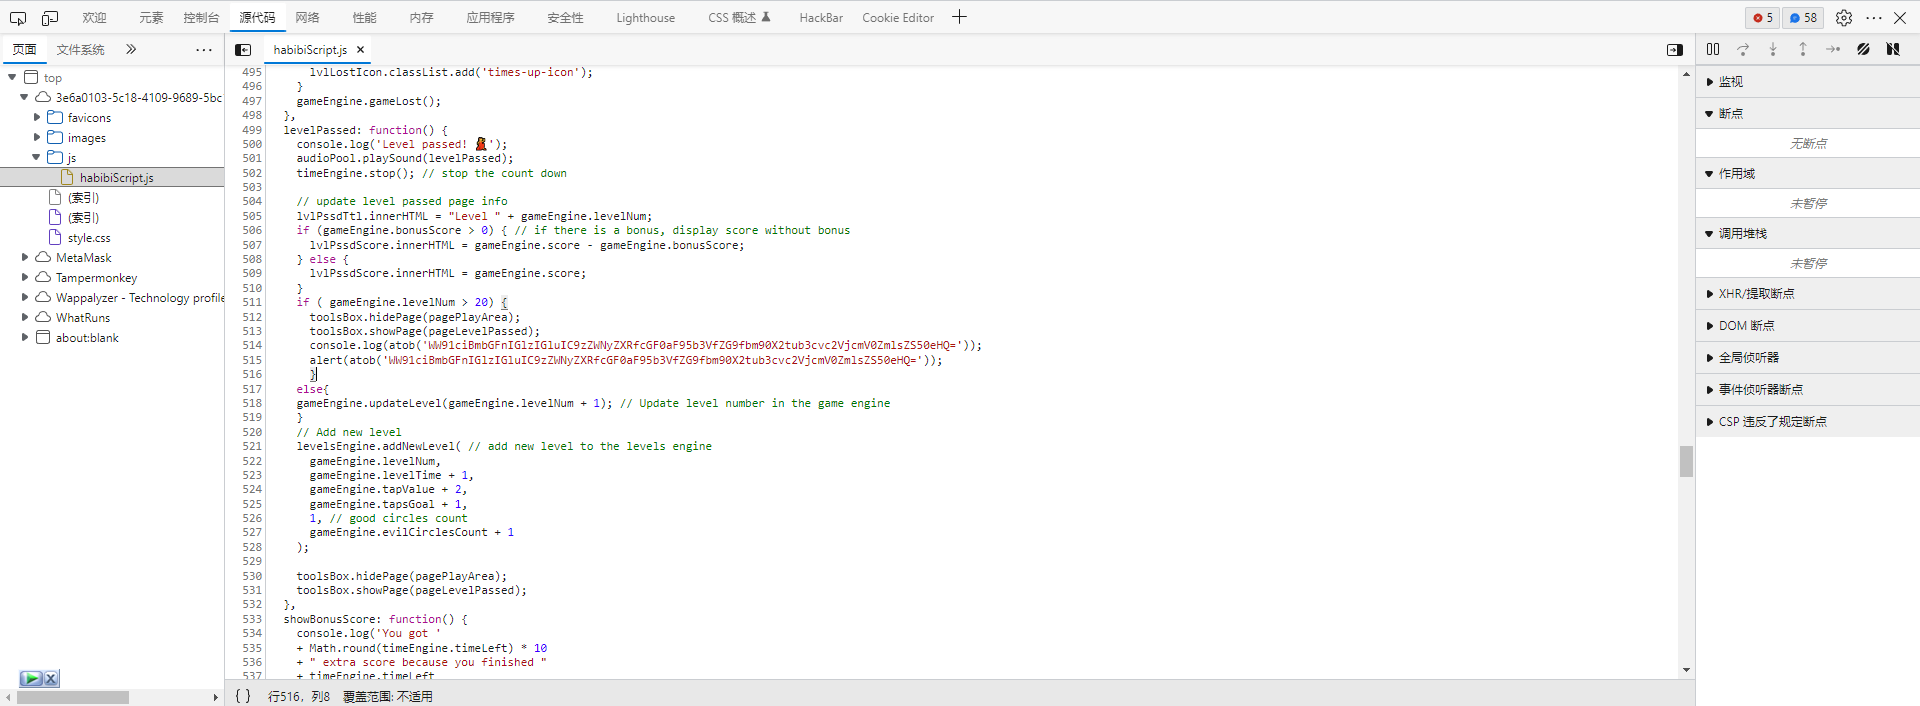 欢迎 元素 控制台 源代码 网络 性能 内存 应用程序 安全性 Lighthouse CSS 概述 HackBar Cookie Editor 5 58
页面 文件系统
habibiScript.js
top
3e6a0103-5c18-4109-9689-5bc
favicons
images
js
habibiScript.js
(索引)
(索引)
style.css
MetaMask
Tampermonkey
Wappalyzer - Technology profile
WhatRuns
about:blank
495 lvlLostIcon.classList.add('times-up-icon');
496 }
497 gameEngine.gameLost();
498 },
499 levelPassed: function() {
500 console.log('Level passed! 💃');
501 audioPool.playSound(levelPassed);
502 timeEngine.stop(); // stop the count down
503
504 // update level passed page info
505 lvlPssdTtl.innerHTML = "Level " + gameEngine.levelNum;
506 if (gameEngine.bonusScore > 0) { // if there is a bonus, display score without bonus
507 lvlPssdScore.innerHTML = gameEngine.score - gameEngine.bonusScore;
508 } else {
509 lvlPssdScore.innerHTML = gameEngine.score;
510 }
511 if ( gameEngine.levelNum > 20) {
512 toolsBox.hidePage(pagePlayArea);
513 toolsBox.showPage(pageLevelPassed);
514 console.log(atob('WW91ciBmbGFnIGlzIGluIC9zZWNyZXRfcGF0aF95b3VfZG9fbm90X2tub3cvc2VjcmV0ZmlsZS50eHQ='));
515 alert(atob('WW91ciBmbGFnIGlzIGluIC9zZWNyZXRfcGF0aF95b3VfZG9fbm90X2tub3cvc2VjcmV0ZmlsZS50eHQ='));
516 }
517 else{
518 gameEngine.updateLevel(gameEngine.levelNum + 1); // Update level number in the game engine
519 }
520 // Add new level
521 levelsEngine.addNewLevel( // add new level to the levels engine
522 gameEngine.levelNum,
523 gameEngine.levelTime + 1,
524 gameEngine.tapValue + 2,
525 gameEngine.tapsGoal + 1,
526 1, // good circles count
527 gameEngine.evilCirclesCount + 1
528 );
529
530 toolsBox.hidePage(pagePlayArea);
531 toolsBox.showPage(pageLevelPassed);
532 },
533 showBonusScore: function() {
534 console.log('You got '
535 + Math.round(timeEngine.timeLeft) * 10
536 + " extra score because you finished "
537 + timeEngine.timeLeft
{ } 行516，列8 覆盖范围: 不适用
监视
断点
无断点
作用域
未暂停
调用堆栈
未暂停
XHR/提取断点
DOM 断点
全局侦听器
事件侦听器断点
CSP 违反了规定断点